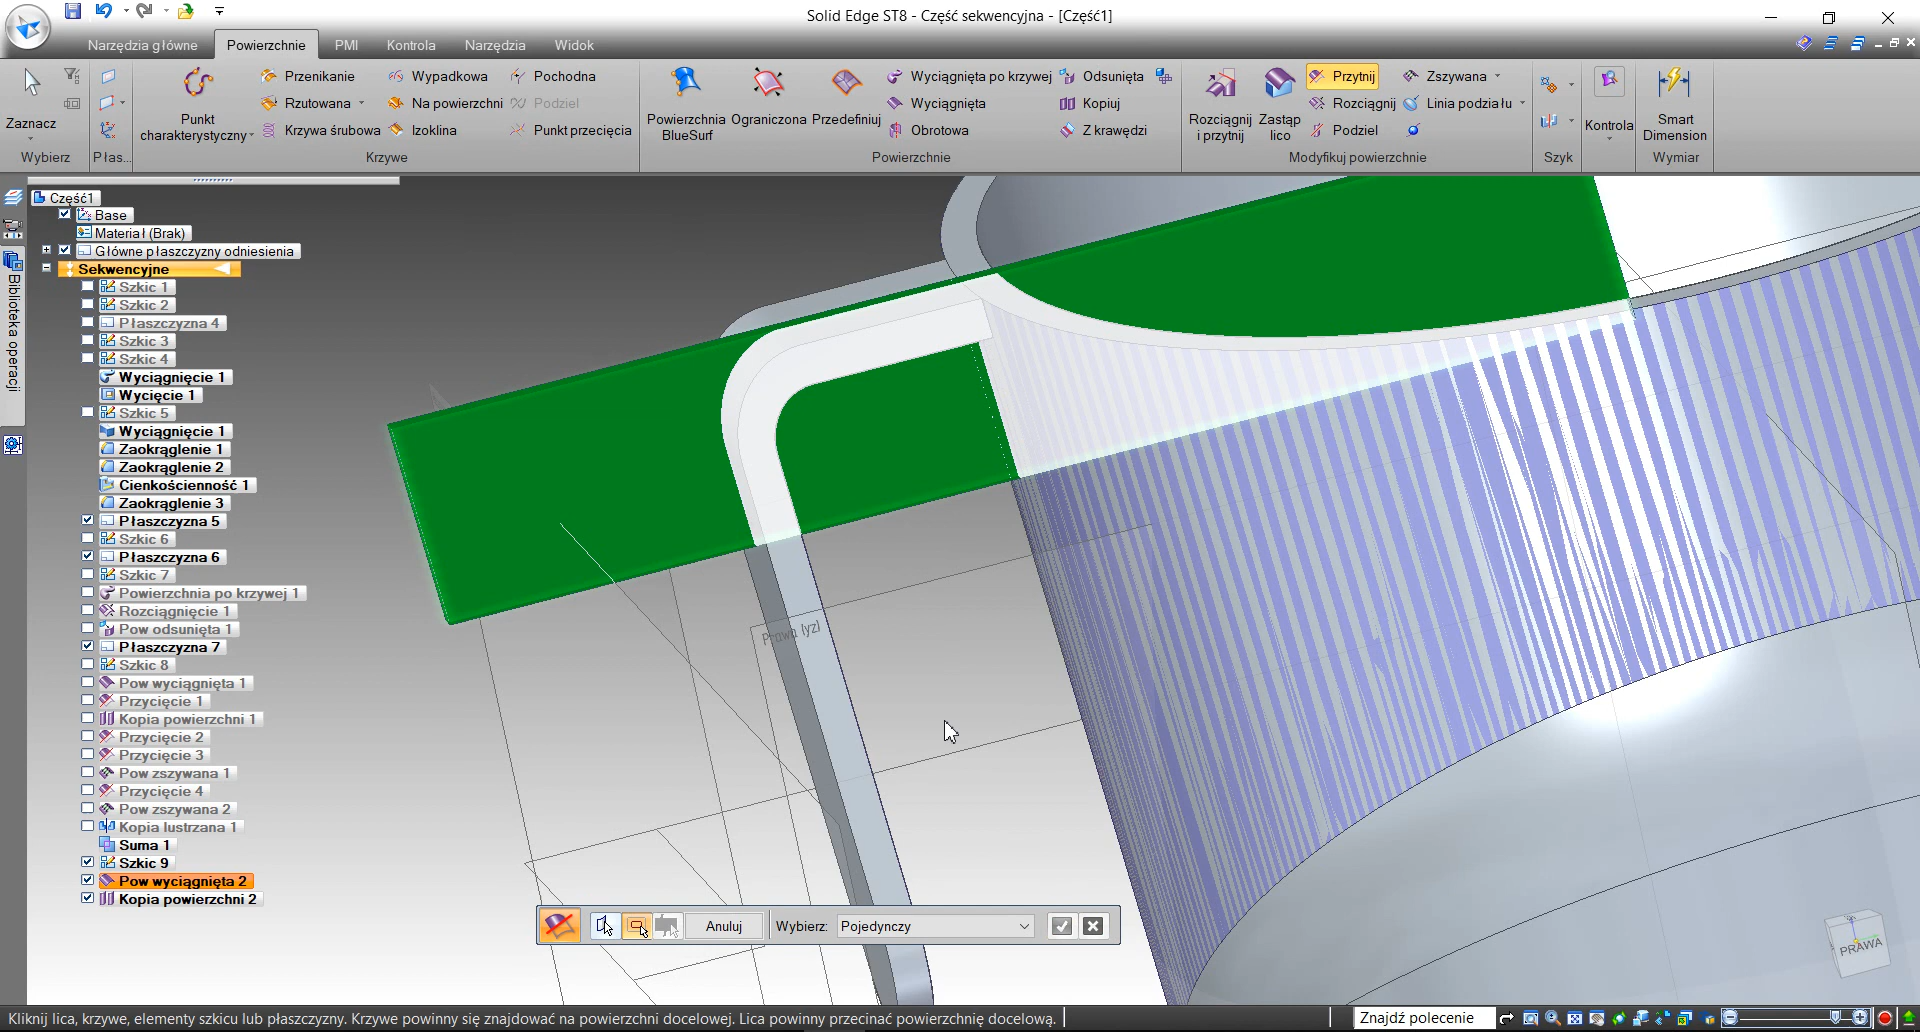 Solid Edge ST8 - Część sekwencyjna - [Część1]
Narzędzia główne
Powierzchnie
PMI
Kontrola
Narzędzia
Widok
Zaznacz
Wybierz
Płas...
Punkt charakterystyczny
Przenikanie
Rzutowana
Krzywa śrubowa
Wypadkowa
Na powierzchni
Izoklina
Pochodna
Podziel
Punkt przecięcia
Krzywe
Powierzchnia BlueSurf
Ograniczona
Przedefiniuj
Wyciągnięta po krzywej
Wyciągnięta
Obrotowa
Odsunięta
Kopiuj
Z krawędzi
Powierzchnie
Rozciągnij i przytnij
Zastąp lico
Przytnij
Rozciągnij
Podziel
Zszywana
Linia podziału
Modyfikuj powierzchnie
Szyk
Kontrola
Smart Dimension
Wymiar
Biblioteka operacji
Część1
Base
Materiał (Brak)
Główne płaszczyzny odniesienia
Sekwencyjne
Szkic 1
Szkic 2
Płaszczyzna 4
Szkic 3
Szkic 4
Wyciągnięcie 1
Wycięcie 1
Szkic 5
Wyciągnięcie 1
Zaokrąglenie 1
Zaokrąglenie 2
Cienkościenność 1
Zaokrąglenie 3
Płaszczyzna 5
Szkic 6
Płaszczyzna 6
Szkic 7
Powierzchnia po krzywej 1
Rozciągnięcie 1
Pow odsunięta 1
Płaszczyzna 7
Szkic 8
Pow wyciągnięta 1
Przycięcie 1
Kopia powierzchni 1
Przycięcie 2
Przycięcie 3
Pow zszywana 1
Przycięcie 4
Pow zszywana 2
Kopia lustrzana 1
Suma 1
Szkic 9
Pow wyciągnięta 2
Kopia powierzchni 2
Prawa (yz)
Anuluj
Wybierz:
Pojedynczy
PRAWA
Kliknij lica, krzywe, elementy szkicu lub płaszczyzny. Krzywe powinny się znajdować na powierzchni docelowej. Lica powinny przecinać powierzchnię docelową.
Znajdź polecenie